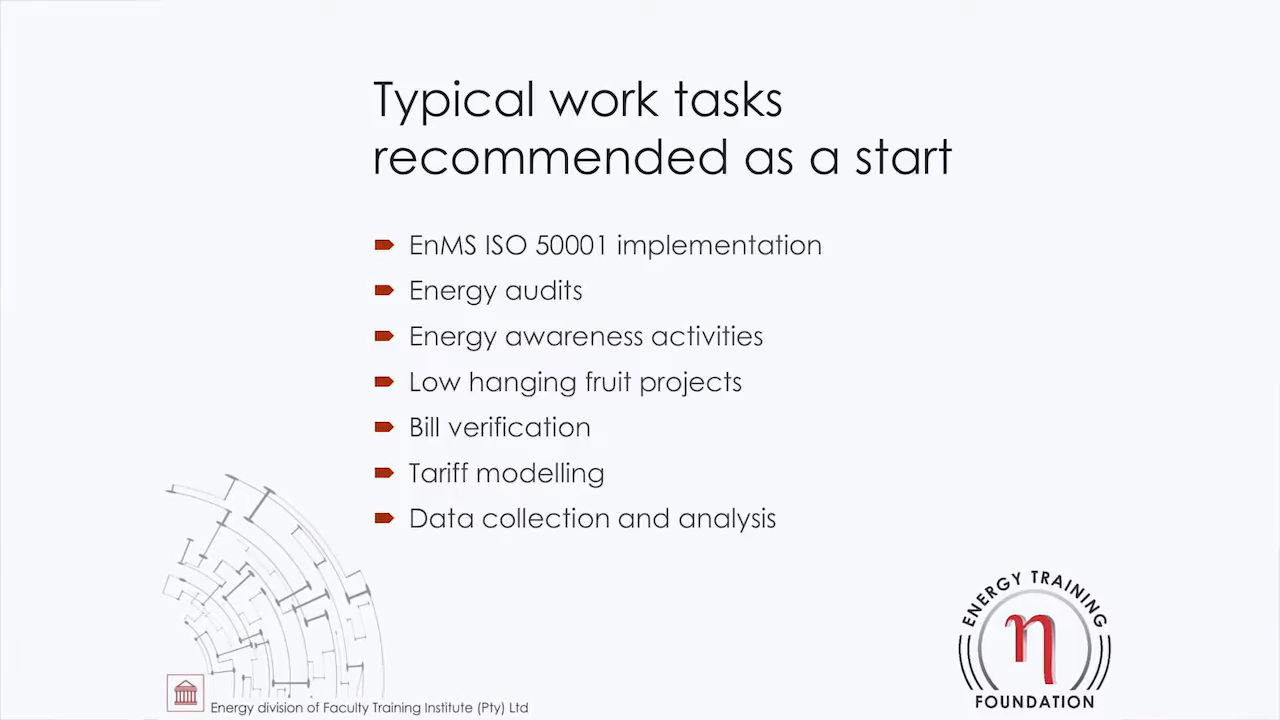 Typical work tasks
recommended as a start
EnMS ISO 50001 implementation
Energy audits
Energy awareness activities
Low hanging fruit projects
Bill verification
Tariff modelling
Data collection and analysis
ENERGY TRAINING
η
FOUNDATION
Energy division of Faculty Training Institute (Pty) Ltd